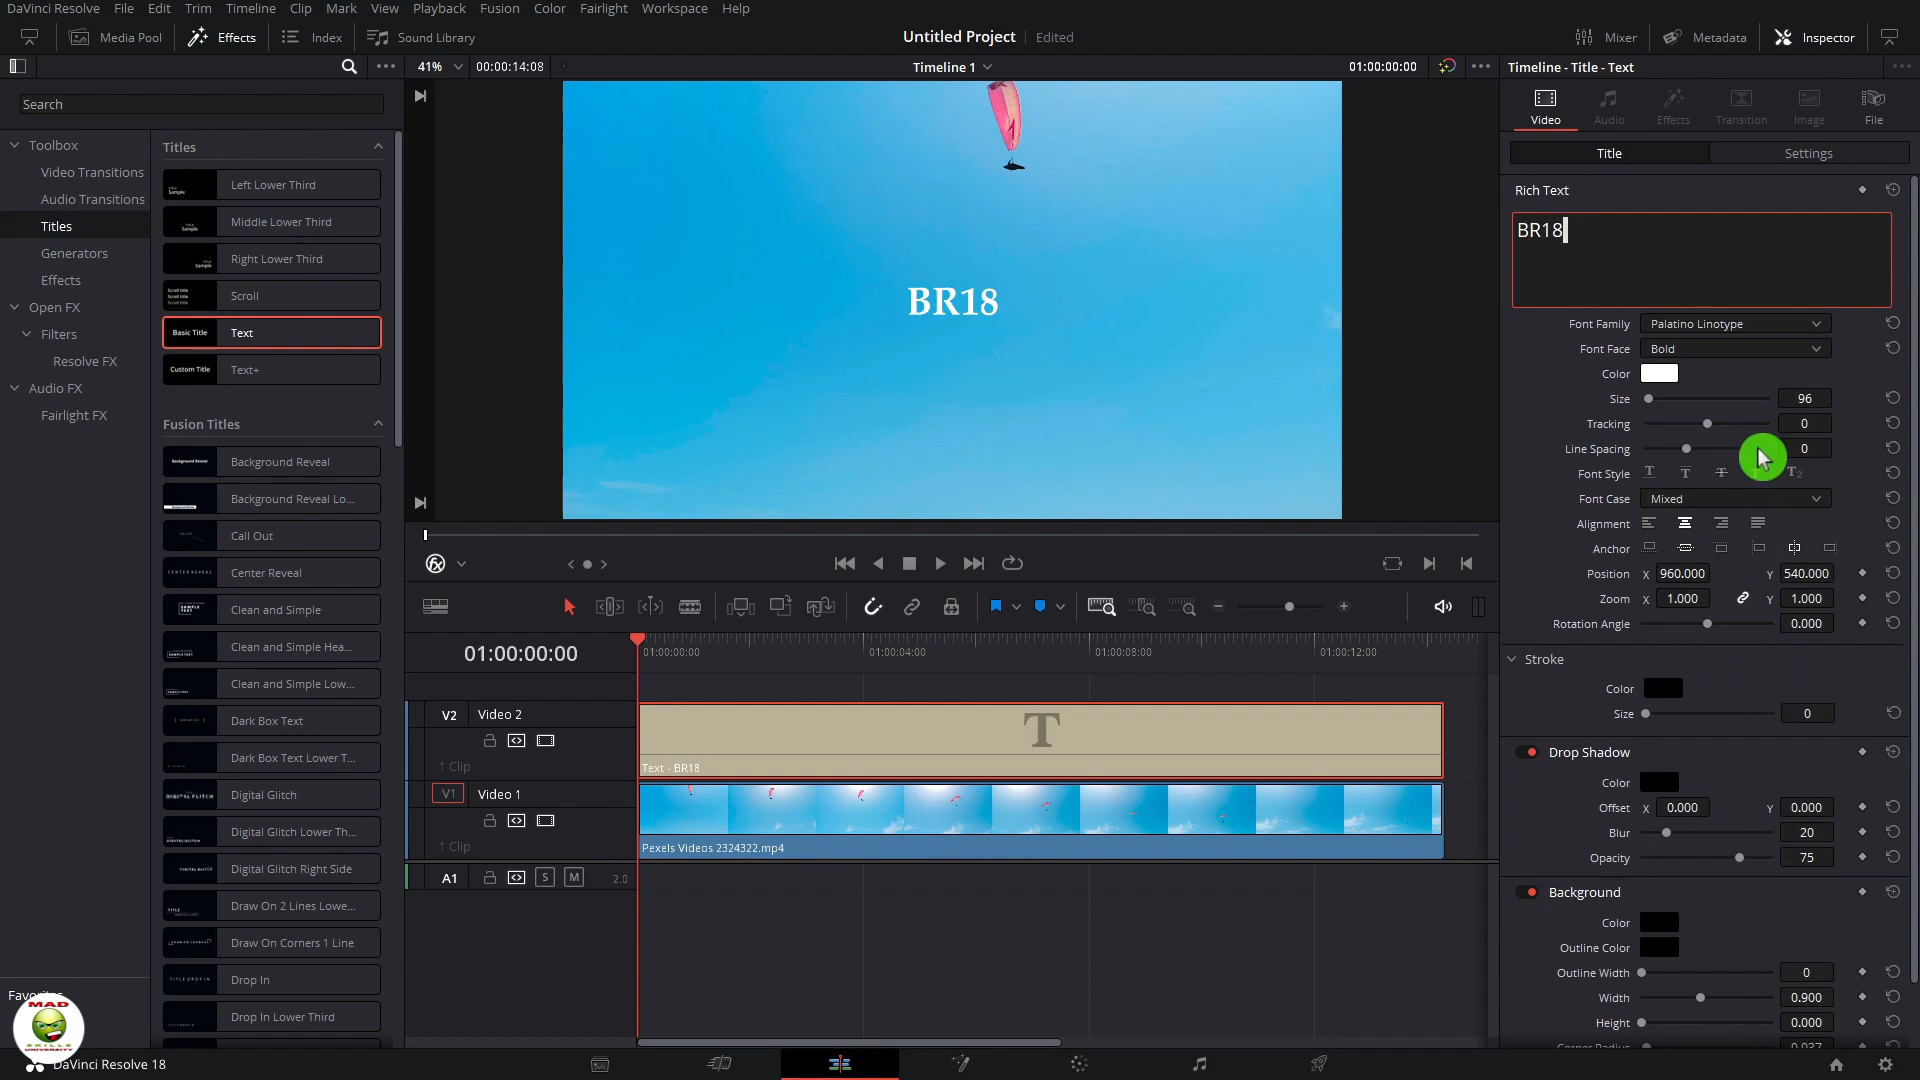 DaVinci Resolve File Edit Trim Timeline Clip Mark View Playback Fusion Color Fairlight Workspace Help
Media Pool Effects Index Sound Library Untitled Project Edited Mixer Metadata Inspector
41% 00:00:14:08 Timeline 1 01:00:00:00 Timeline - Title - Text
Search
Toolbox
Video Transitions
Audio Transitions
Titles
Generators
Effects
Open FX
Filters
Resolve FX
Audio FX
Fairlight FX
Favorites
Titles
Left Lower Third
Middle Lower Third
Right Lower Third
Scroll
Basic Title Text
Custom Title Text+
Fusion Titles
Background Reveal
Background Reveal Lo...
Call Out
Center Reveal
Clean and Simple
Clean and Simple Hea...
Clean and Simple Low...
Dark Box Text
Dark Box Text Lower T...
Digital Glitch
Digital Glitch Lower Th...
Digital Glitch Right Side
Draw On 2 Lines Lowe...
Draw On Corners 1 Line
Drop In
Drop In Lower Third
BR18
01:00:00:00
01:00:00:00 01:00:04:00 01:00:08:00 01:00:12:00
V2 Video 2
1 Clip
T
Text - BR18
V1 Video 1
1 Clip
Pexels Videos 2324322.mp4
A1 S M 2.0
Video Audio Effects Transition Image File
Title Settings
Rich Text
BR18
Font Family Palatino Linotype
Font Face Bold
Color
Size 96
Tracking 0
Line Spacing 0
Font Style
Font Case Mixed
Alignment
Anchor
Position X 960.000 Y 540.000
Zoom X 1.000 Y 1.000
Rotation Angle 0.000
Stroke
Color
Size 0
Drop Shadow
Color
Offset X 0.000 Y 0.000
Blur 20
Opacity 75
Background
Color
Outline Color
Outline Width 0
Width 0.900
Height 0.000
Corner Radius 0.037
MAD
SKILLS
UNIVERSITY
DaVinci Resolve 18